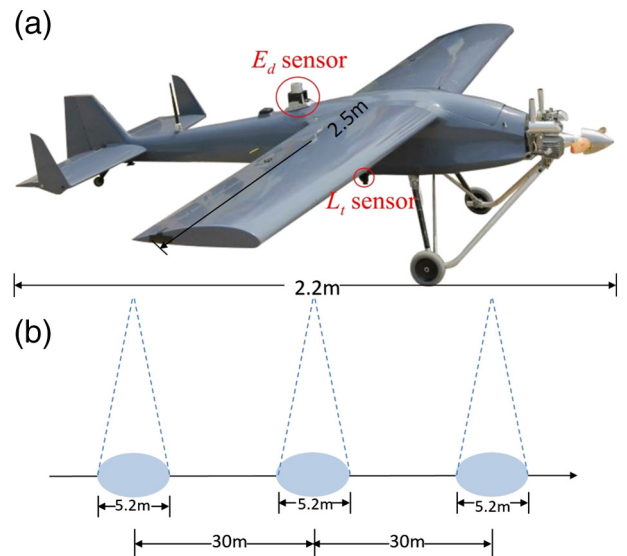 (a)
E_d sensor
2.5m
L_t sensor
2.2m
(b)
5.2m
5.2m
5.2m
30m
30m